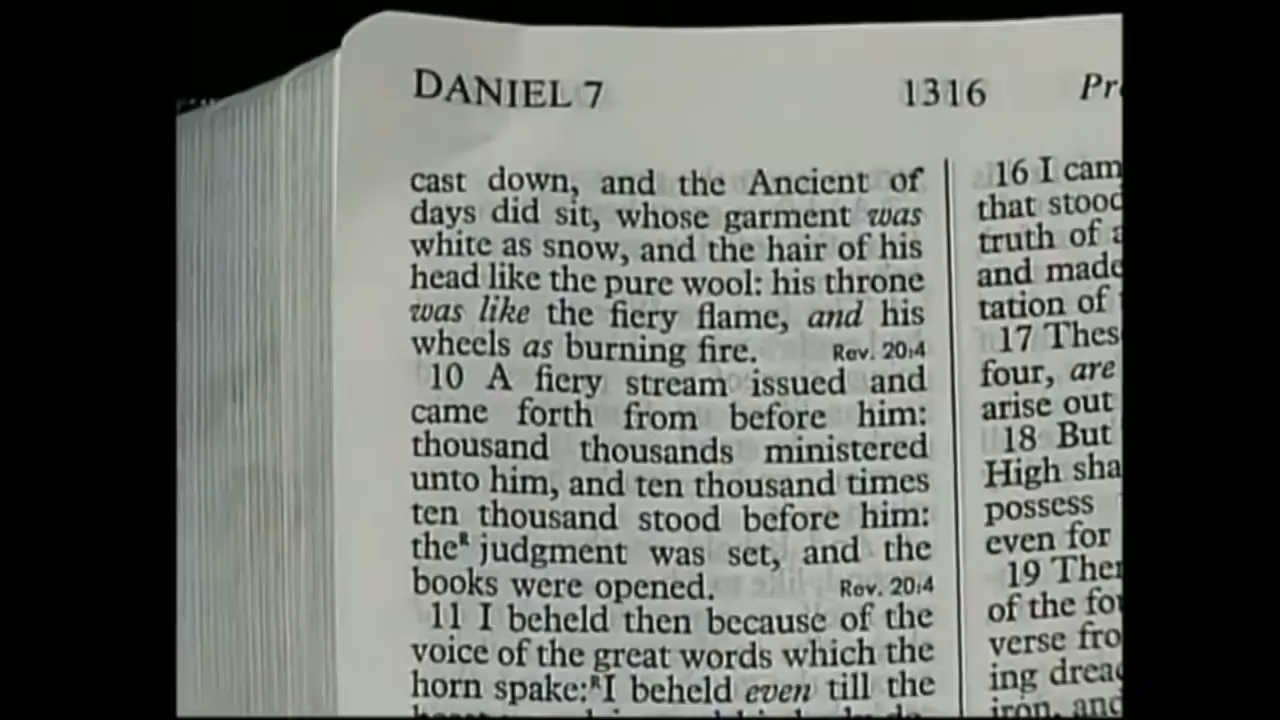 DANIEL 7 1316 Pr
cast down, and the Ancient of
days did sit, whose garment was
white as snow, and the hair of his
head like the pure wool: his throne
was like the fiery flame, and his
wheels as burning fire. Rev. 20:4
10 A fiery stream issued and
came forth from before him:
thousand thousands ministered
unto him, and ten thousand times
ten thousand stood before him:
theᴿ judgment was set, and the
books were opened. Rev. 20:4
11 I beheld then because of the
voice of the great words which the
horn spake:ᴿI beheld even till the
16 I cam
that stood
truth of a
and made
tation of
17 Thes
four, are
arise out
18 But
High sha
possess
even for
19 Then
of the fou
verse fro
ing dread
iron, and